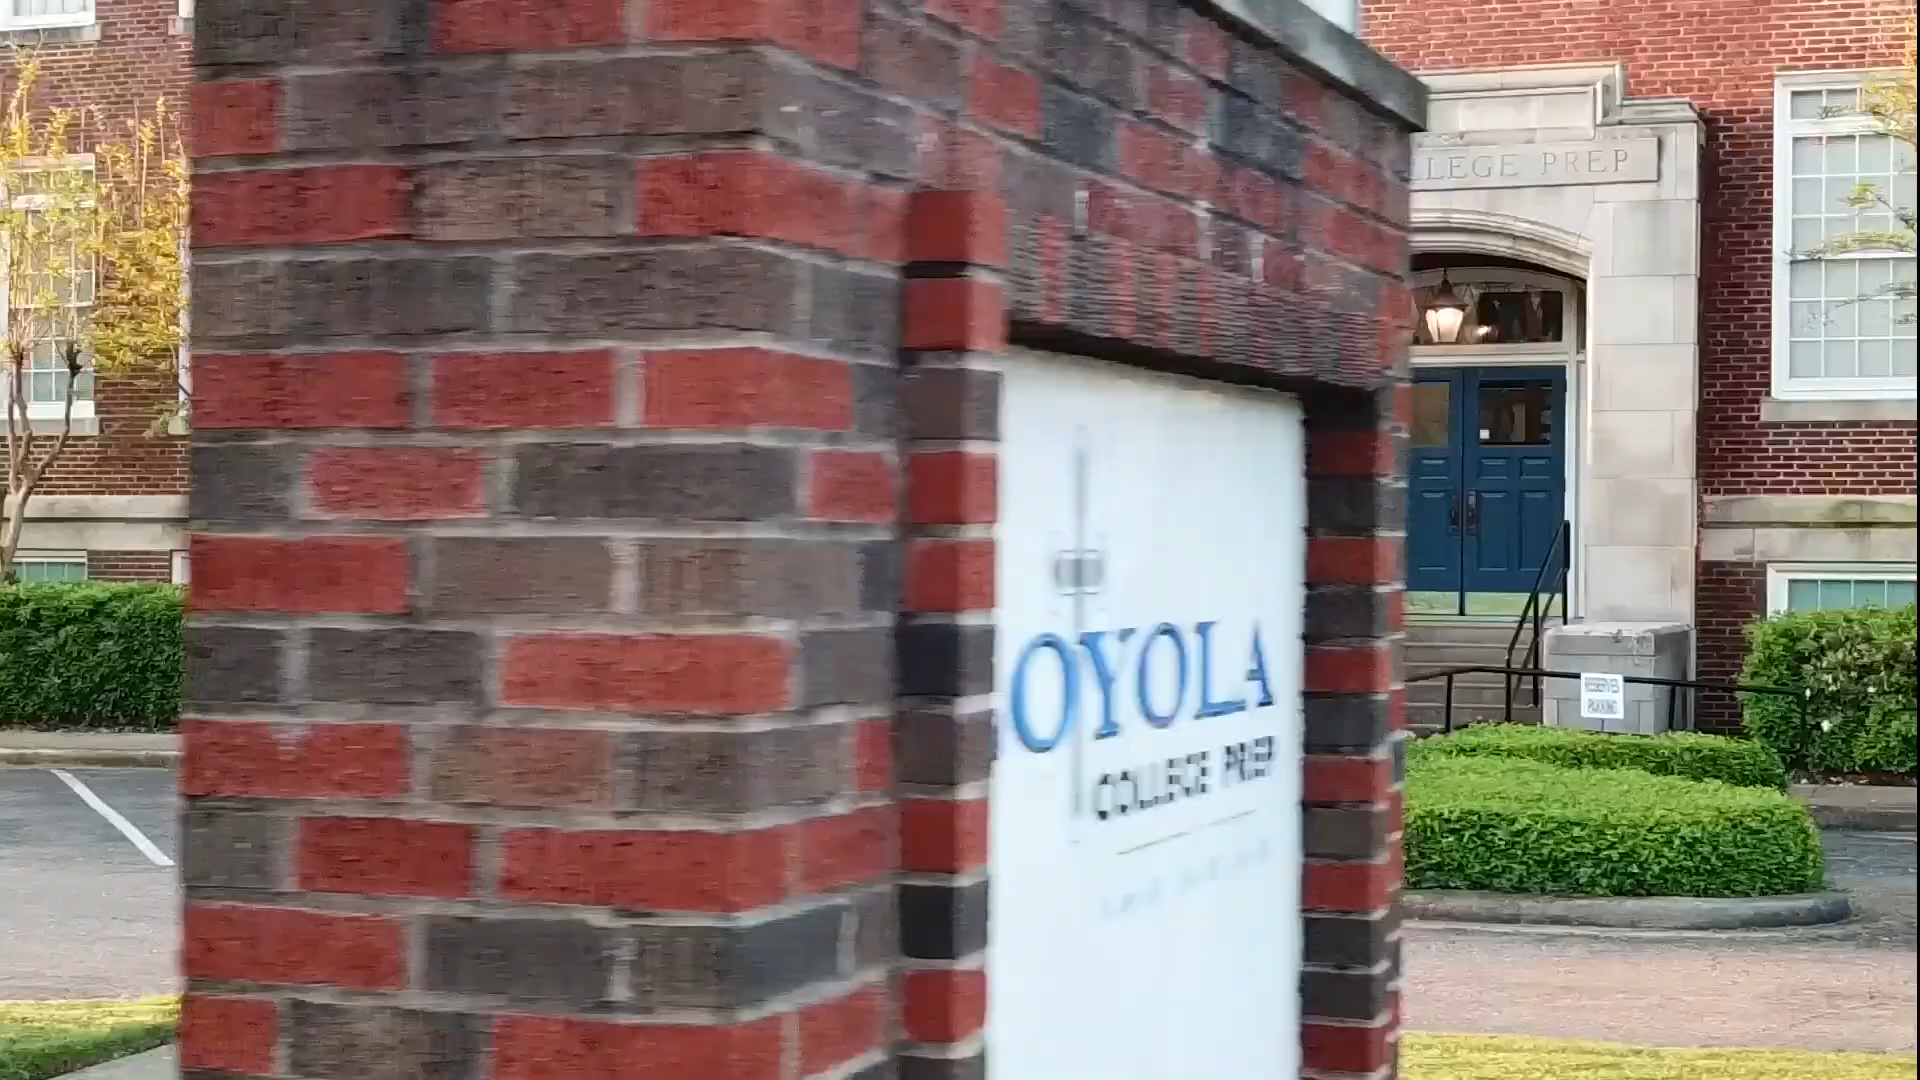 LEGE PREP
OYOLA
COLLEGE PREP
RESERVED
PARKING